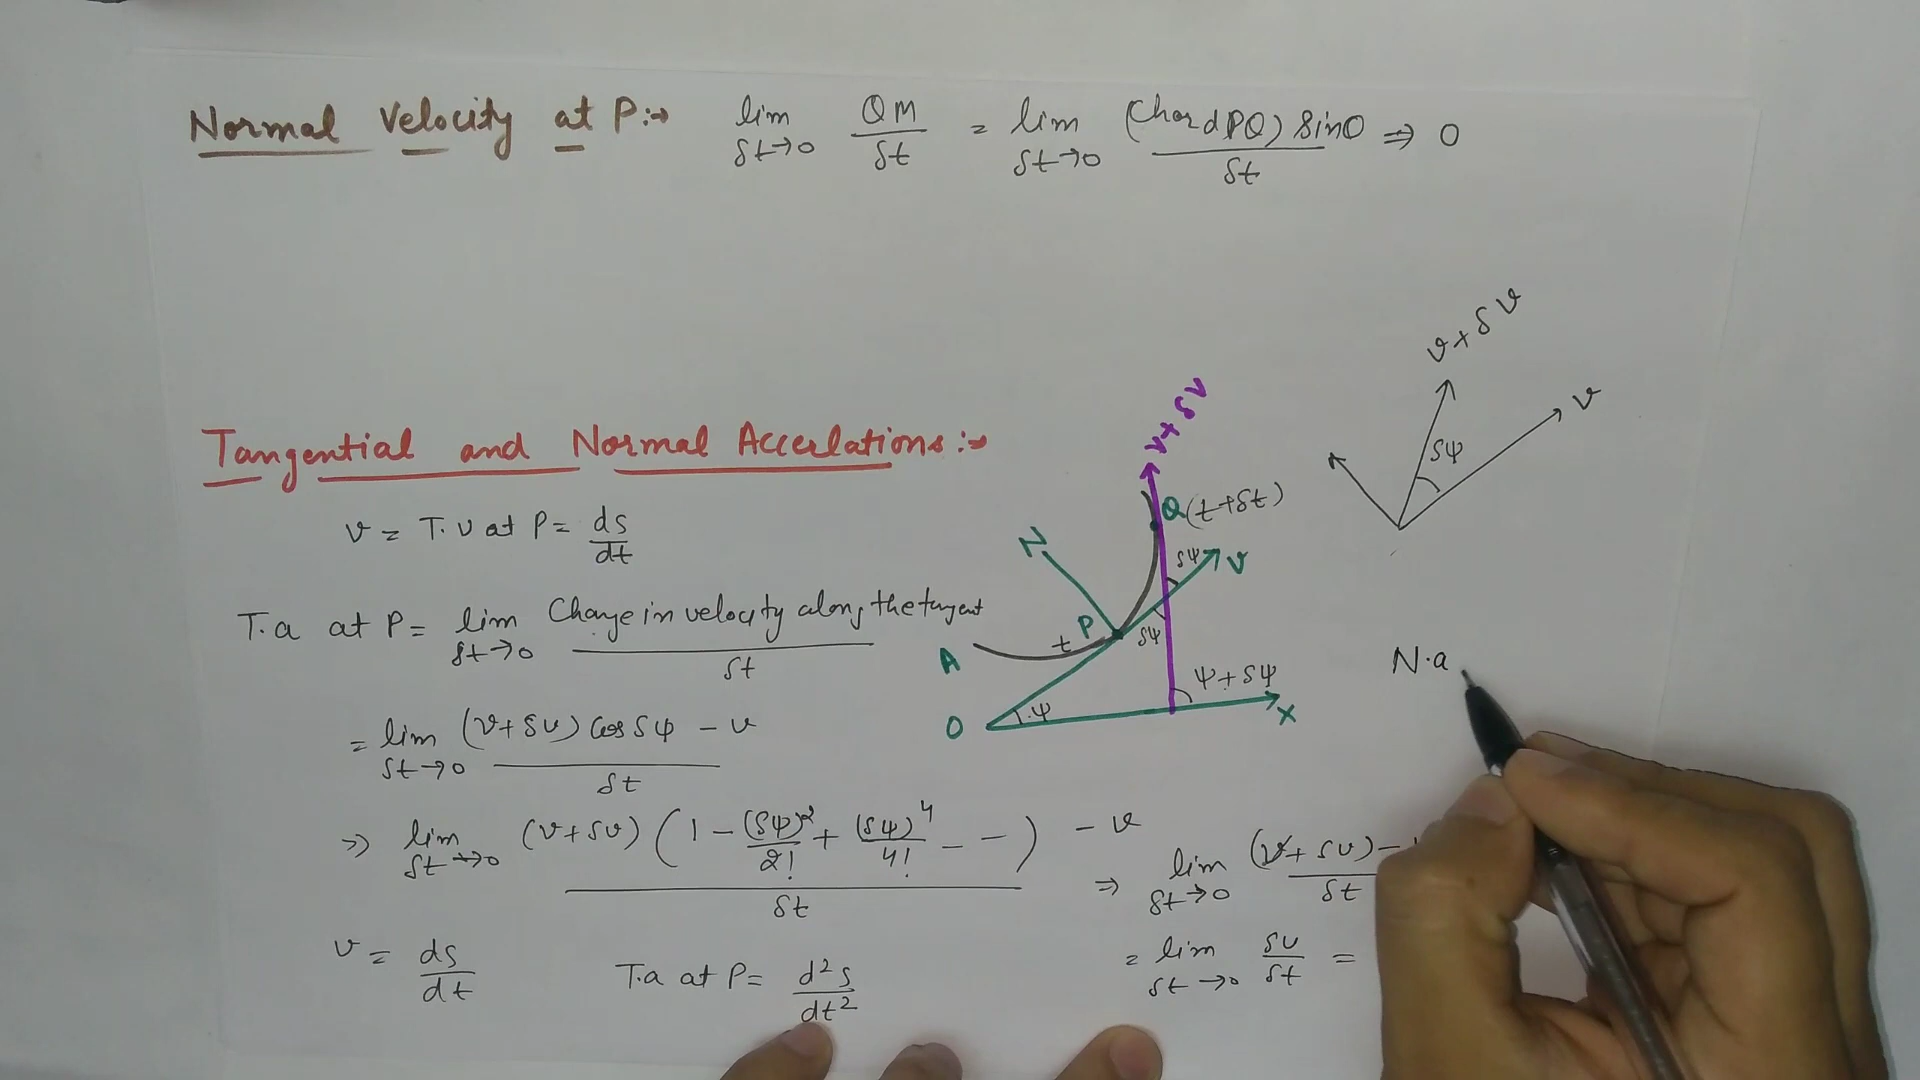 Normal Velocity at P:→ lim δt→0 QM/δt = lim δt→0 (Chord PQ) Sinθ/δt ⇒ 0
Tangential and Normal Accelations:→
v = T.v at P = ds/dt
T.a at P = lim δt→0 Change in velocity along the tangent/δt
= lim δt→0 (v+δv) Cos δψ - v/δt
⇒ lim δt→0 (v+δv) (1 - (δψ)²/2! + (δψ)⁴/4! - -) - v/δt
⇒ lim δt→0 (v+δv) -
δt
= lim δt→0 δv/δt =
v = ds/dt
T.a at P = d²s/dt²
v+δv
Q (t+δt)
N
δψ
v
P
t
δψ
A
ψ+δψ
O
ψ
X
v+δv
v
δψ
N.a